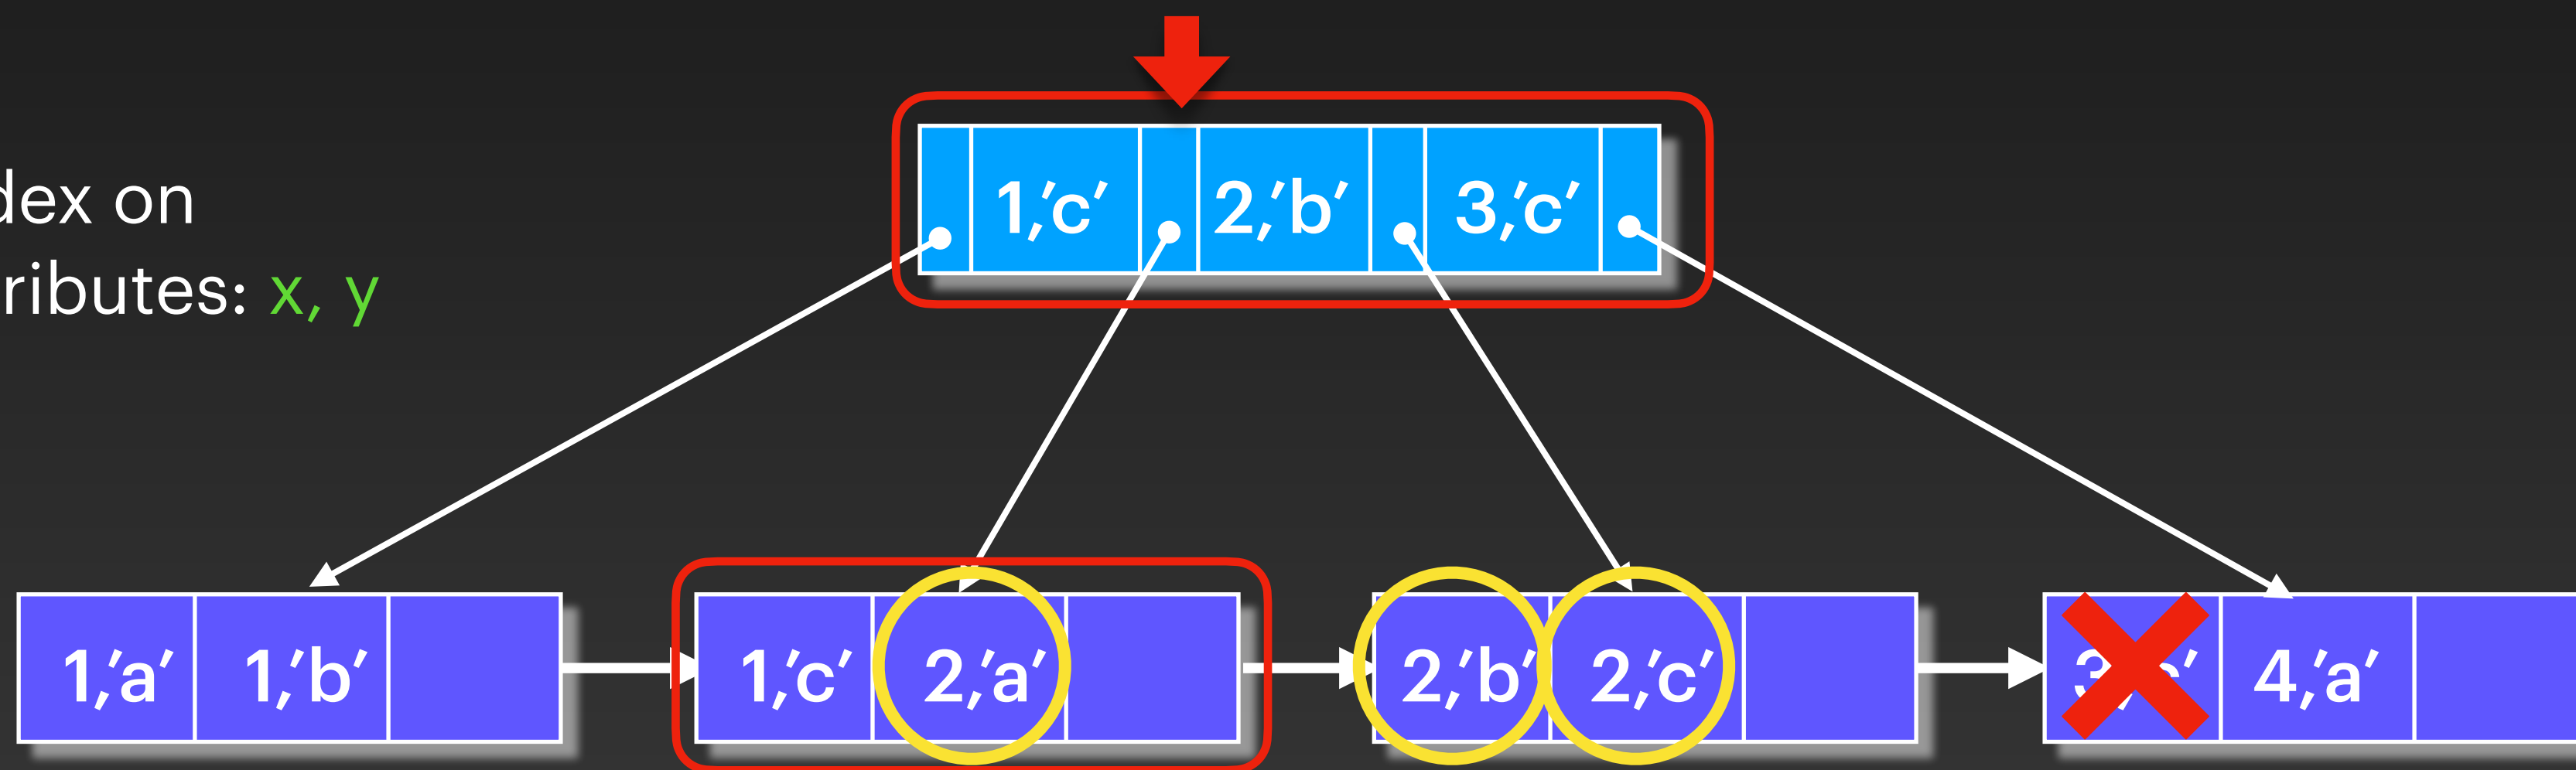 1,'c' 2,'b' 3,'c'
dex on
ributes: x, y
1,'a' 1,'b' 1,'c' 2,'a' 2,'b' 2,'c' 4,'a'